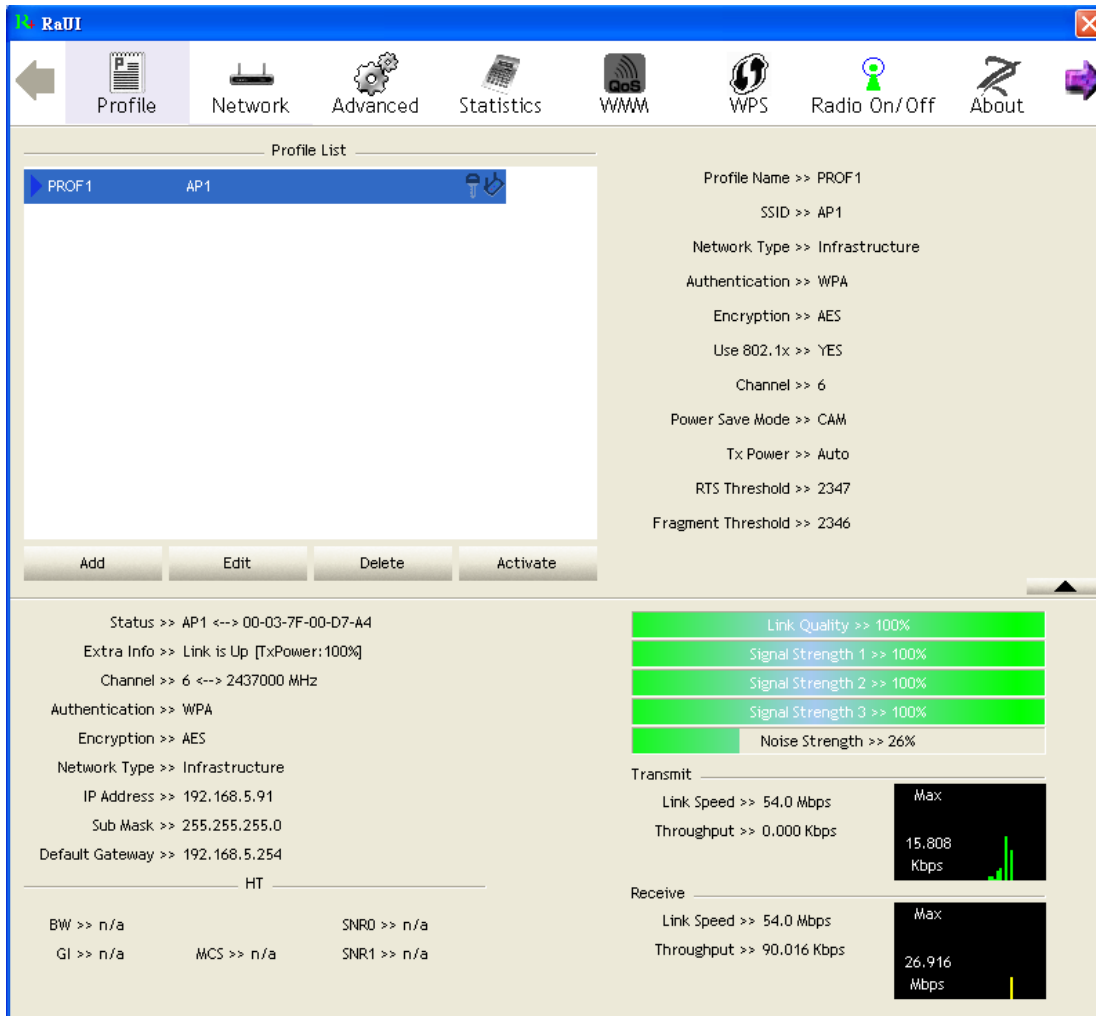 RaUI
Profile
Network
Advanced
Statistics
QoS
WMM
WPS
Radio On/Off
About
Profile List
PROF1 AP1
Profile Name >> PROF1
SSID >> AP1
Network Type >> Infrastructure
Authentication >> WPA
Encryption >> AES
Use 802.1x >> YES
Channel >> 6
Power Save Mode >> CAM
Tx Power >> Auto
RTS Threshold >> 2347
Fragment Threshold >> 2346
Add
Edit
Delete
Activate
Status >> AP1 <--> 00-03-7F-00-D7-A4
Extra Info >> Link is Up [TxPower:100%]
Channel >> 6 <--> 2437000 MHz
Authentication >> WPA
Encryption >> AES
Network Type >> Infrastructure
IP Address >> 192.168.5.91
Sub Mask >> 255.255.255.0
Default Gateway >> 192.168.5.254
HT
BW >> n/a
SNR0 >> n/a
GI >> n/a
MCS >> n/a
SNR1 >> n/a
Link Quality >> 100%
Signal Strength 1 >> 100%
Signal Strength 2 >> 100%
Signal Strength 3 >> 100%
Noise Strength >> 26%
Transmit
Link Speed >> 54.0 Mbps
Throughput >> 0.000 Kbps
Max
15.808
Kbps
Receive
Link Speed >> 54.0 Mbps
Throughput >> 90.016 Kbps
Max
26.916
Mbps